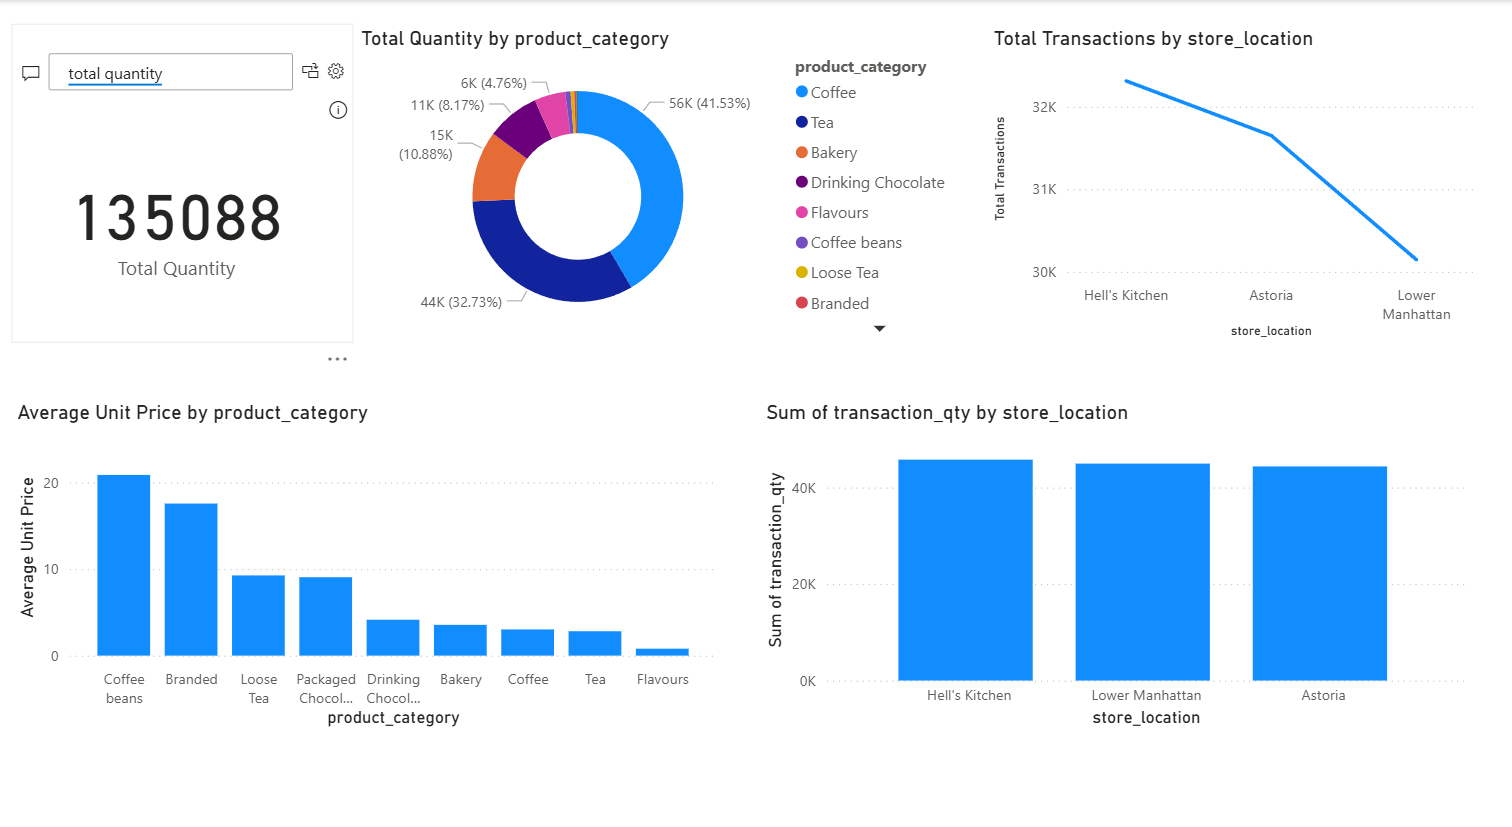 total quantity
135088
Total Quantity
Total Quantity by product_category
6K (4.76%)
11K (8.17%)
15K
(10.88%)
44K (32.73%)
56K (41.53%)
product_category
Coffee
Tea
Bakery
Drinking Chocolate
Flavours
Coffee beans
Loose Tea
Branded
Total Transactions by store_location
Total Transactions
32K
31K
30K
Hell's Kitchen
Astoria
Lower
Manhattan
store_location
Average Unit Price by product_category
Average Unit Price
20
10
0
Coffee
beans
Branded
Loose
Tea
Packaged
Chocol...
Drinking
Chocol...
Bakery
Coffee
Tea
Flavours
product_category
Sum of transaction_qty by store_location
Sum of transaction_qty
40K
20K
0K
Hell's Kitchen
Lower Manhattan
Astoria
store_location